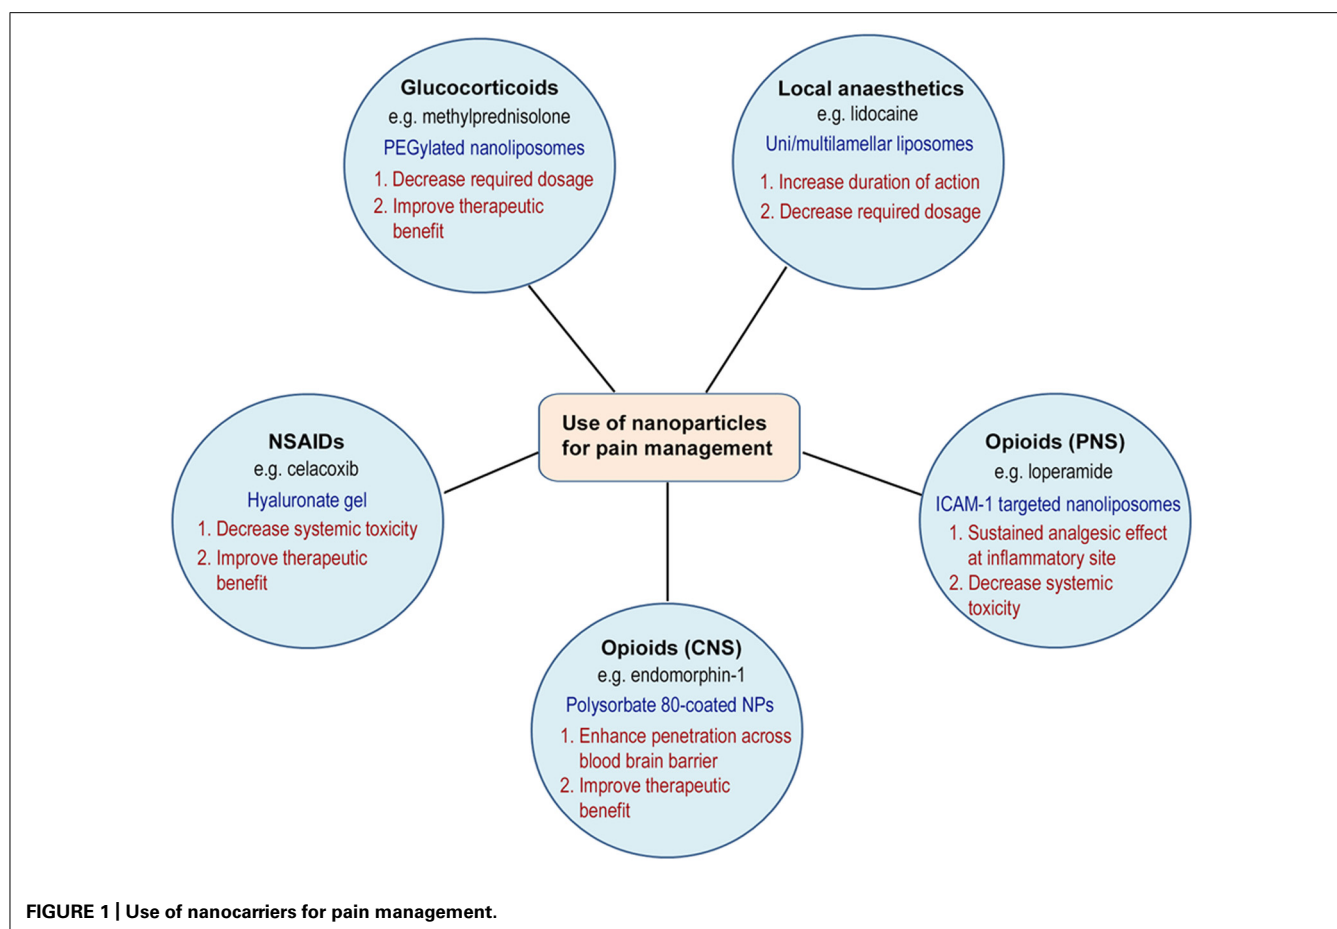 Glucocorticoids
e.g. methylprednisolone
PEGylated nanoliposomes
1. Decrease required dosage
2. Improve therapeutic
benefit
Local anaesthetics
e.g. lidocaine
Uni/multilamellar liposomes
1. Increase duration of action
2. Decrease required dosage
Use of nanoparticles
for pain management
NSAIDs
e.g. celacoxib
Hyaluronate gel
1. Decrease systemic toxicity
2. Improve therapeutic
benefit
Opioids (PNS)
e.g. loperamide
ICAM-1 targeted nanoliposomes
1. Sustained analgesic effect
at inflammatory site
2. Decrease systemic
toxicity
Opioids (CNS)
e.g. endomorphin-1
Polysorbate 80-coated NPs
1. Enhance penetration across
blood brain barrier
2. Improve therapeutic
benefit
FIGURE 1 | Use of nanocarriers for pain management.